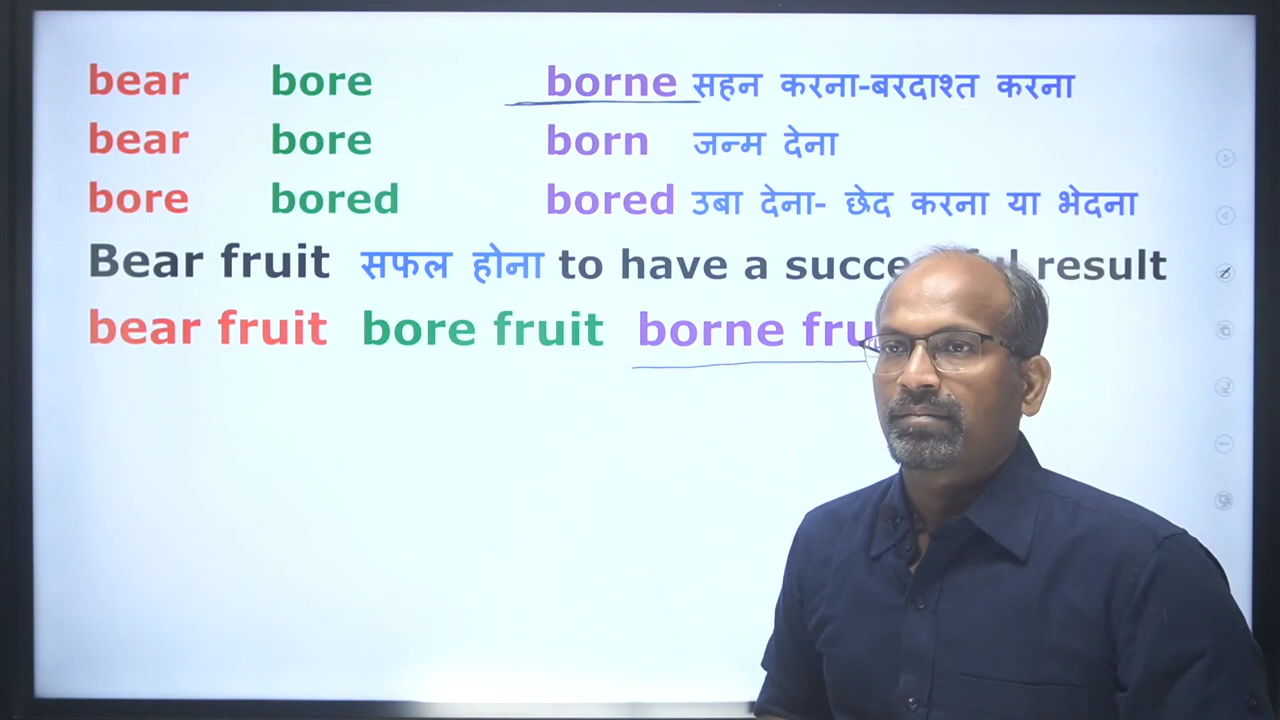 bear bore borne सहन करना-बरदाश्त करना
bear bore born जन्म देना
bore bored bored उबा देना- छेद करना या भेदना
Bear fruit सफल होना to have a result
bear fruit bore fruit borne